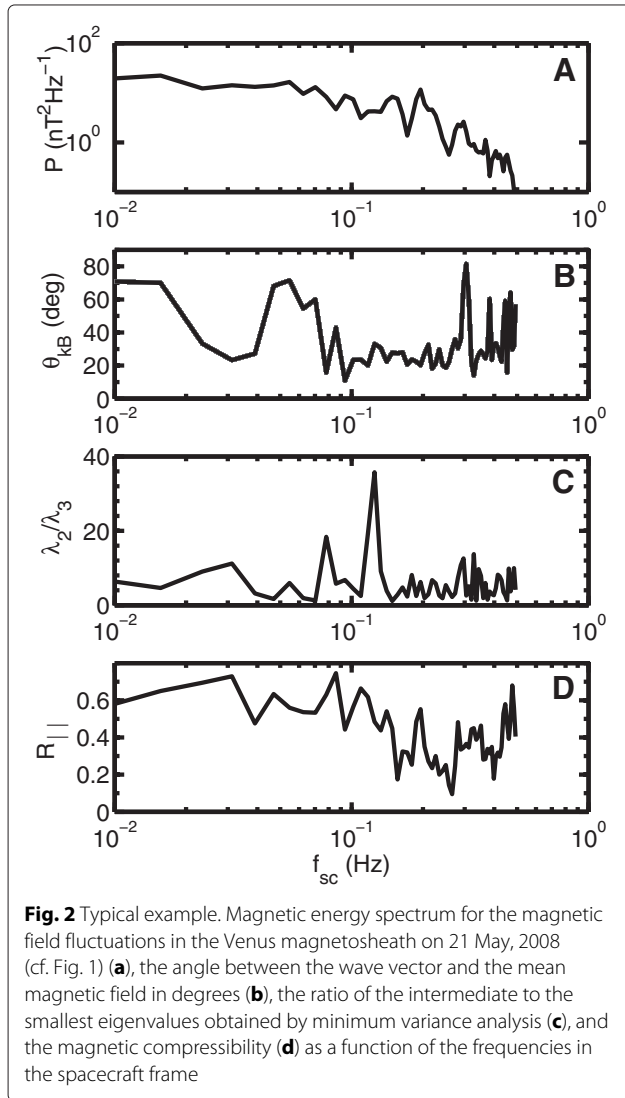 10²
A
P (nT²Hz⁻¹)
10⁰
10⁻² 10⁻¹ 10⁰
80
B
60
θkB (deg)
40
20
0
10⁻² 10⁻¹ 10⁰
40
C
λ₂/λ₃
20
0
10⁻² 10⁻¹ 10⁰
D
0.6
R||
0.4
0.2
0
10⁻² 10⁻¹ 10⁰
fsc (Hz)
Fig. 2 Typical example. Magnetic energy spectrum for the magnetic
field fluctuations in the Venus magnetosheath on 21 May, 2008
(cf. Fig. 1) (a), the angle between the wave vector and the mean
magnetic field in degrees (b), the ratio of the intermediate to the
smallest eigenvalues obtained by minimum variance analysis (c), and
the magnetic compressibility (d) as a function of the frequencies in
the spacecraft frame